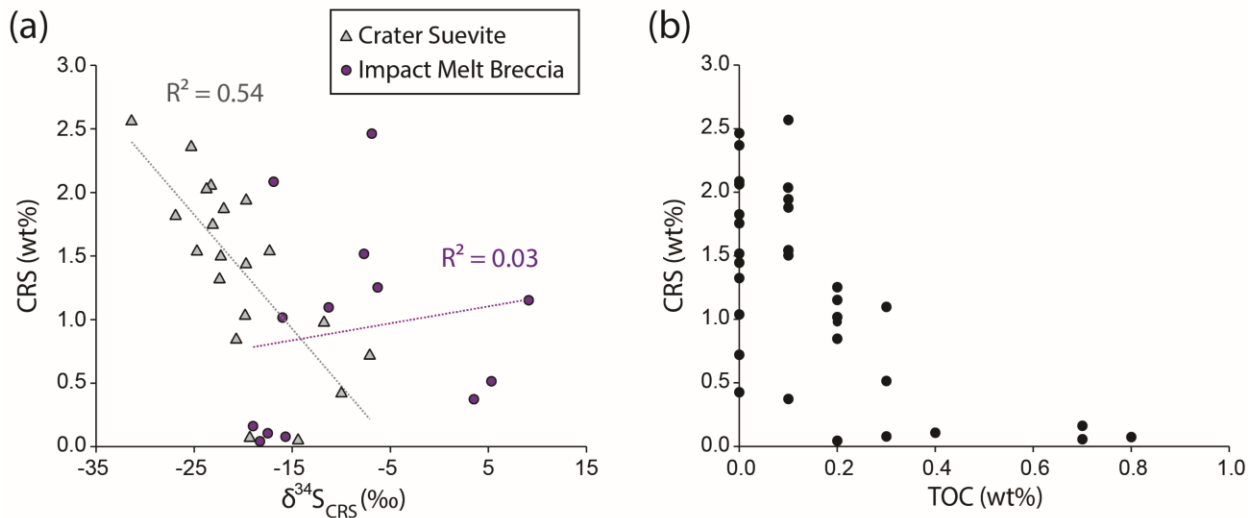 (a)
Crater Suevite
Impact Melt Breccia
R² = 0.54
R² = 0.03
CRS (wt%)
3.0
2.5
2.0
1.5
1.0
0.5
0.0
-35 -25 -15 -5 5 15
δ³⁴S_CRS (‰)
(b)
CRS (wt%)
3.0
2.5
2.0
1.5
1.0
0.5
0.0
0.0 0.2 0.4 0.6 0.8 1.0
TOC (wt%)